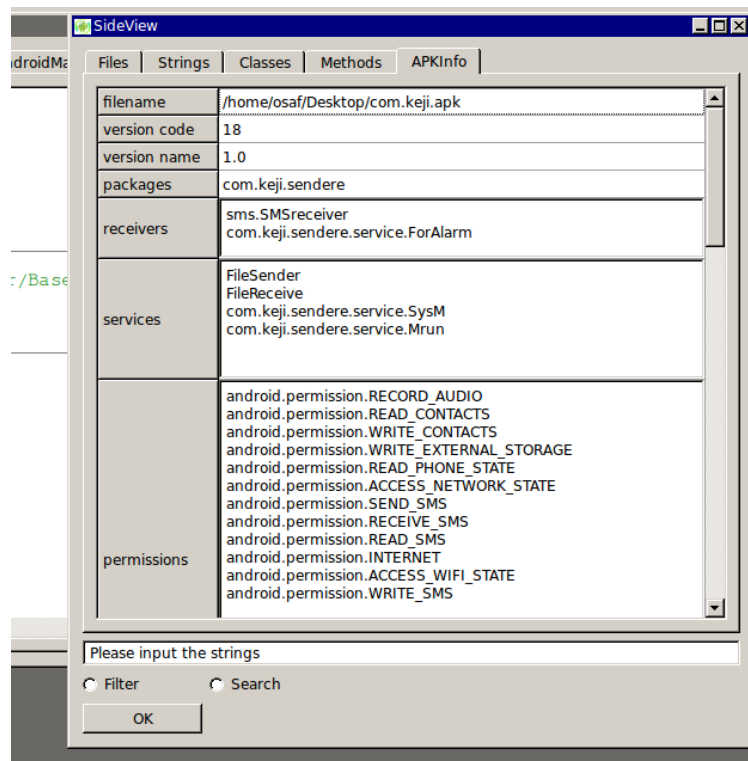 SideView
droidMa
Files Strings Classes Methods APKInfo
filename /home/osaf/Desktop/com.keji.apk
version code 18
version name 1.0
packages com.keji.sendere
receivers
sms.SMSreceiver
com.keji.sendere.service.ForAlarm
r/Base
services
FileSender
FileReceive
com.keji.sendere.service.SysM
com.keji.sendere.service.Mrun
permissions
android.permission.RECORD_AUDIO
android.permission.READ_CONTACTS
android.permission.WRITE_CONTACTS
android.permission.WRITE_EXTERNAL_STORAGE
android.permission.READ_PHONE_STATE
android.permission.ACCESS_NETWORK_STATE
android.permission.SEND_SMS
android.permission.RECEIVE_SMS
android.permission.READ_SMS
android.permission.INTERNET
android.permission.ACCESS_WIFI_STATE
android.permission.WRITE_SMS
Please input the strings
Filter Search
OK